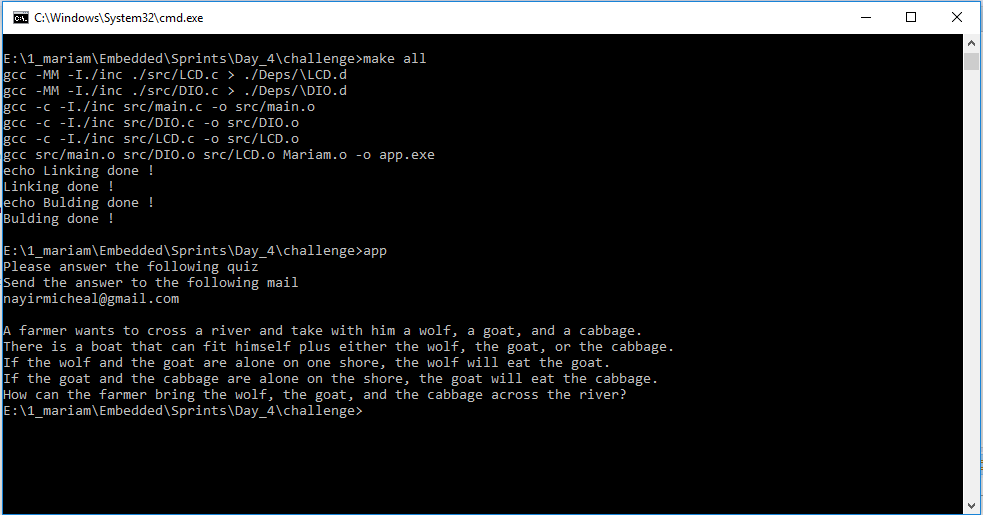 C:\Windows\System32\cmd.exe
E:\1_mariam\Embedded\Sprints\Day_4\challenge>make all
gcc -MM -I./inc ./src/LCD.c > ./Deps/\LCD.d
gcc -MM -I./inc ./src/DIO.c > ./Deps/\DIO.d
gcc -c -I./inc src/main.c -o src/main.o
gcc -c -I./inc src/DIO.c -o src/DIO.o
gcc -c -I./inc src/LCD.c -o src/LCD.o
gcc src/main.o src/DIO.o src/LCD.o Mariam.o -o app.exe
echo Linking done !
Linking done !
echo Bulding done !
Bulding done !
E:\1_mariam\Embedded\Sprints\Day_4\challenge>app
Please answer the following quiz
Send the answer to the following mail
nayirmicheal@gmail.com
A farmer wants to cross a river and take with him a wolf, a goat, and a cabbage.
There is a boat that can fit himself plus either the wolf, the goat, or the cabbage.
If the wolf and the goat are alone on one shore, the wolf will eat the goat.
If the goat and the cabbage are alone on the shore, the goat will eat the cabbage.
How can the farmer bring the wolf, the goat, and the cabbage across the river?
E:\1_mariam\Embedded\Sprints\Day_4\challenge>